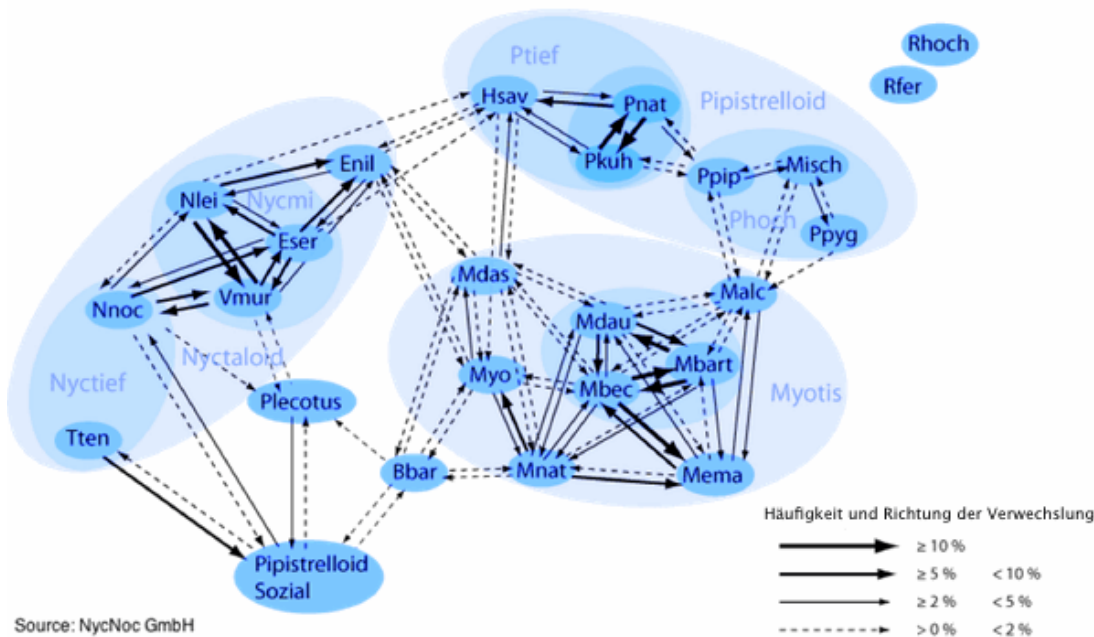 Rhoch
Rfer
Ptief
Hsav
Pnat
Pipistrelloid
Pkuh
Ppip
Misch
Phoch
Ppyg
Enil
Nlei
Nycmi
Eser
Vmur
Nnoc
Nyctaloid
Nyctief
Tten
Plecotus
Mdas
Malc
Mdau
Mbart
Myo
Mbec
Myotis
Bbar
Mnat
Mema
Pipistrelloid
Sozial
Häufigkeit und Richtung der Verwechslung
≥ 10 %
≥ 5 % < 10 %
≥ 2 % < 5 %
> 0 % < 2 %
Source: NycNoc GmbH